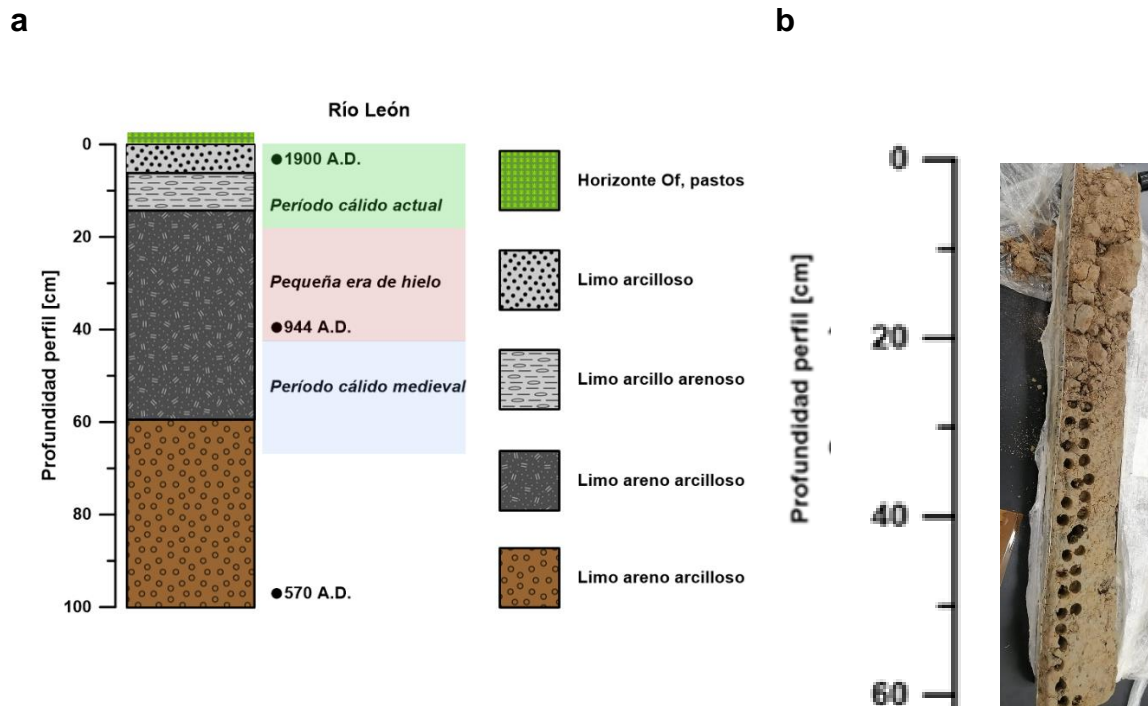 a
b
Río León
Profundidad perfil [cm]
0
20
40
60
80
100
1900 A.D.
Período cálido actual
Pequeña era de hielo
944 A.D.
Período cálido medieval
570 A.D.
Horizonte Of, pastos
Limo arcilloso
Limo arcillo arenoso
Limo areno arcilloso
Limo areno arcilloso
Profundidad perfil [cm]
0
20
40
60